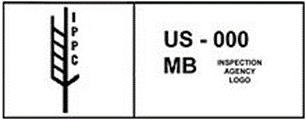 IPPC
US - 000
MB
INSPECTION
AGENCY
LOGO